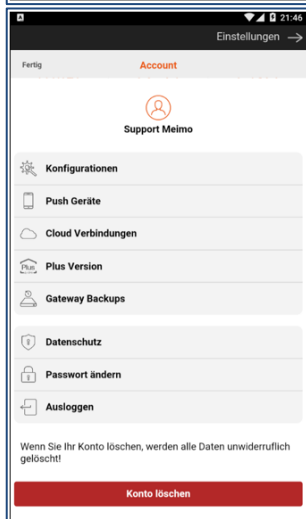 21:46
Einstellungen →
Fertig
Account
Support Meimo
Konfigurationen
Push Geräte
Cloud Verbindungen
Plus
Plus Version
Gateway Backups
Datenschutz
Passwort ändern
Ausloggen
Wenn Sie Ihr Konto löschen, werden alle Daten unwiderruflich
gelöscht!
Konto löschen